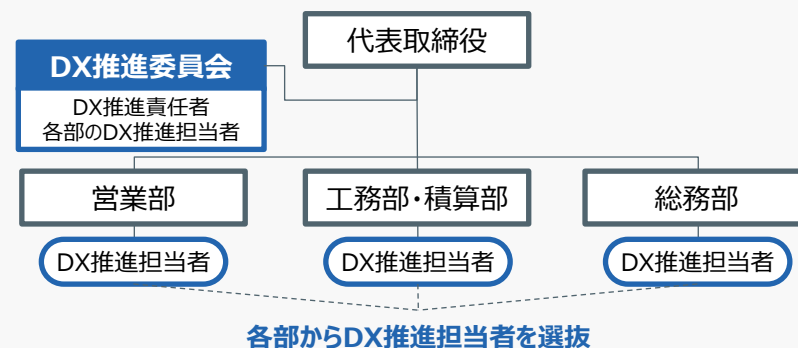 代表取締役
DX推進委員会
DX推進責任者
各部のDX推進担当者
営業部
工務部・積算部
総務部
DX推進担当者
DX推進担当者
DX推進担当者
各部からDX推進担当者を選抜